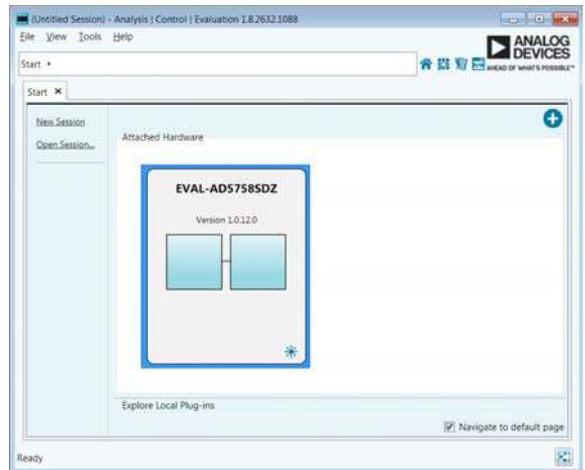 (Untitled Session) - Analysis | Control | Evaluation 1.8.2632.1088
File View Tools Help
ANALOG
DEVICES
AHEAD OF WHAT'S POSSIBLE™
Start
Start
New Session
Open Session...
Attached Hardware
EVAL-AD5758SDZ
Version 1.0.12.0
Explore Local Plug-ins
Navigate to default page
Ready